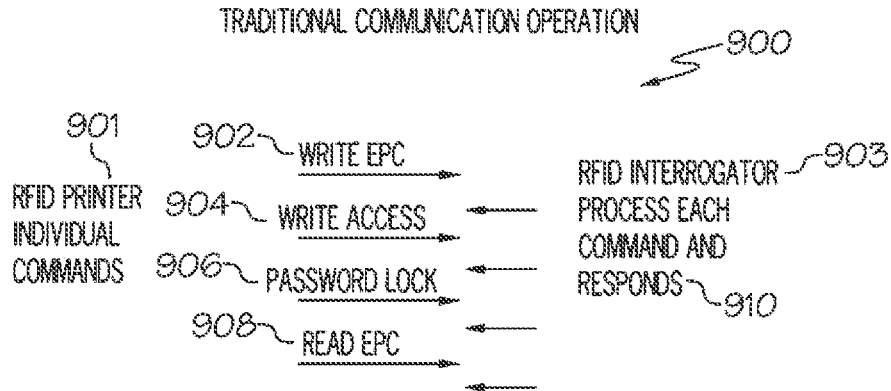 TRADITIONAL COMMUNICATION OPERATION
900
901
RFID PRINTER
INDIVIDUAL
COMMANDS
902
WRITE EPC
904
WRITE ACCESS
906
PASSWORD LOCK
908
READ EPC
RFID INTERROGATOR
903
PROCESS EACH
COMMAND AND
RESPONDS
910